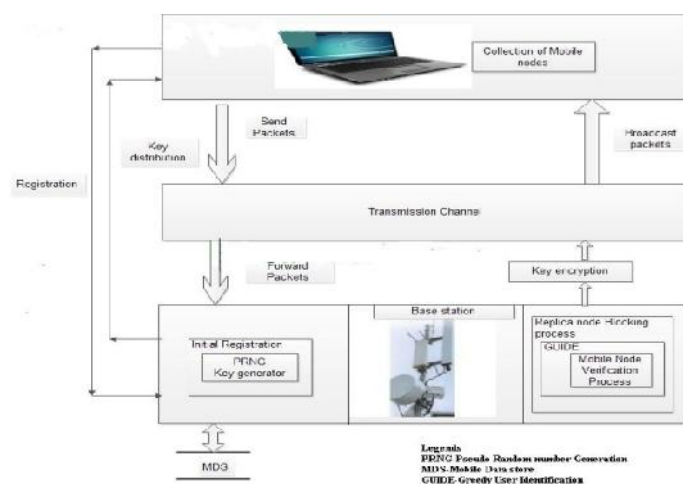 Collection of Mobile
nodes
Send
Packets
Broadcast
packets
Key
distribution
Registration
Transmission Channel
Forward
Packets
Key encryption
Base station
Replica node Blocking
process
GUIDE
Mobile Node
Verification
Process
Initial Registration
PRNG
Key generator
MDS
Legends
PRNG-Pseudo Random number Generation
MDS-Mobile Data store
GUIDE-Greedy User Identification